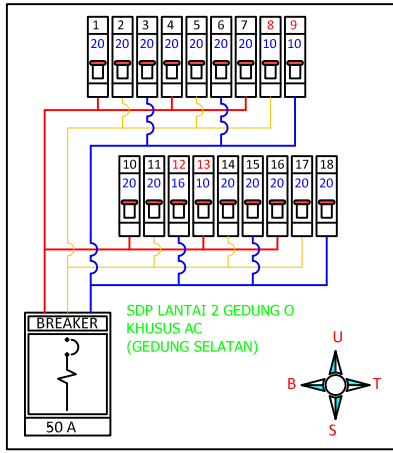 1 2 3 4 5 6 7 8 9
20 20 20 20 20 20 20 10 10
10 11 12 13 14 15 16 17 18
20 20 16 10 20 20 20 20 20
SDP LANTAI 2 GEDUNG O
KHUSUS AC
(GEDUNG SELATAN)
BREAKER
50 A
U
B T
S